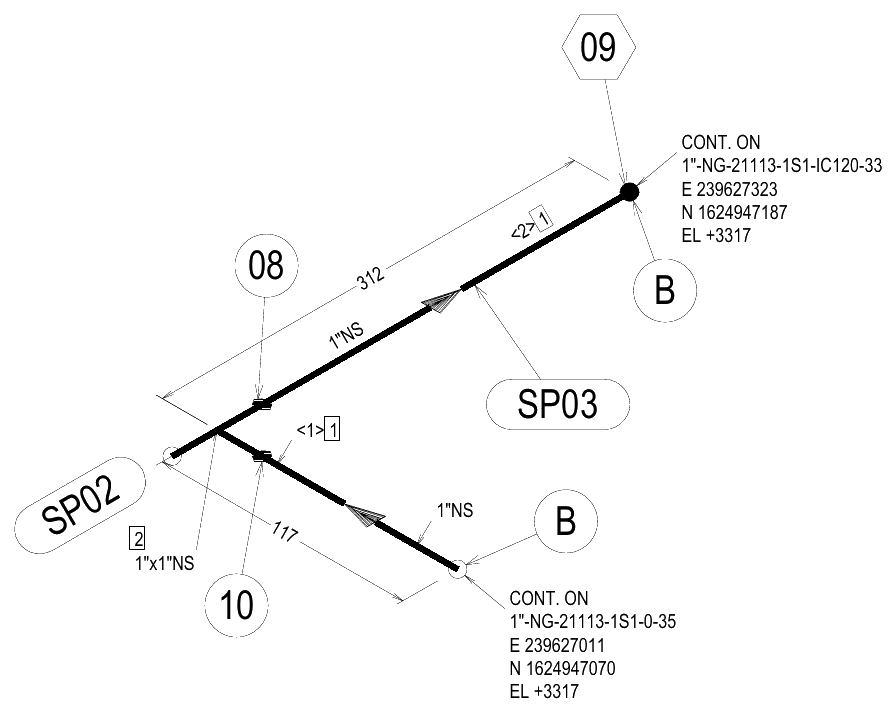 09
CONT. ON
1"-NG-21113-1S1-IC120-33
E 239627323
N 1624947187
EL +3317
<2> 1
08
312
B
1"NS
SP03
<1> 1
SP02
1"NS
B
117
2
1"x1"NS
10
CONT. ON
1"-NG-21113-1S1-0-35
E 239627011
N 1624947070
EL +3317